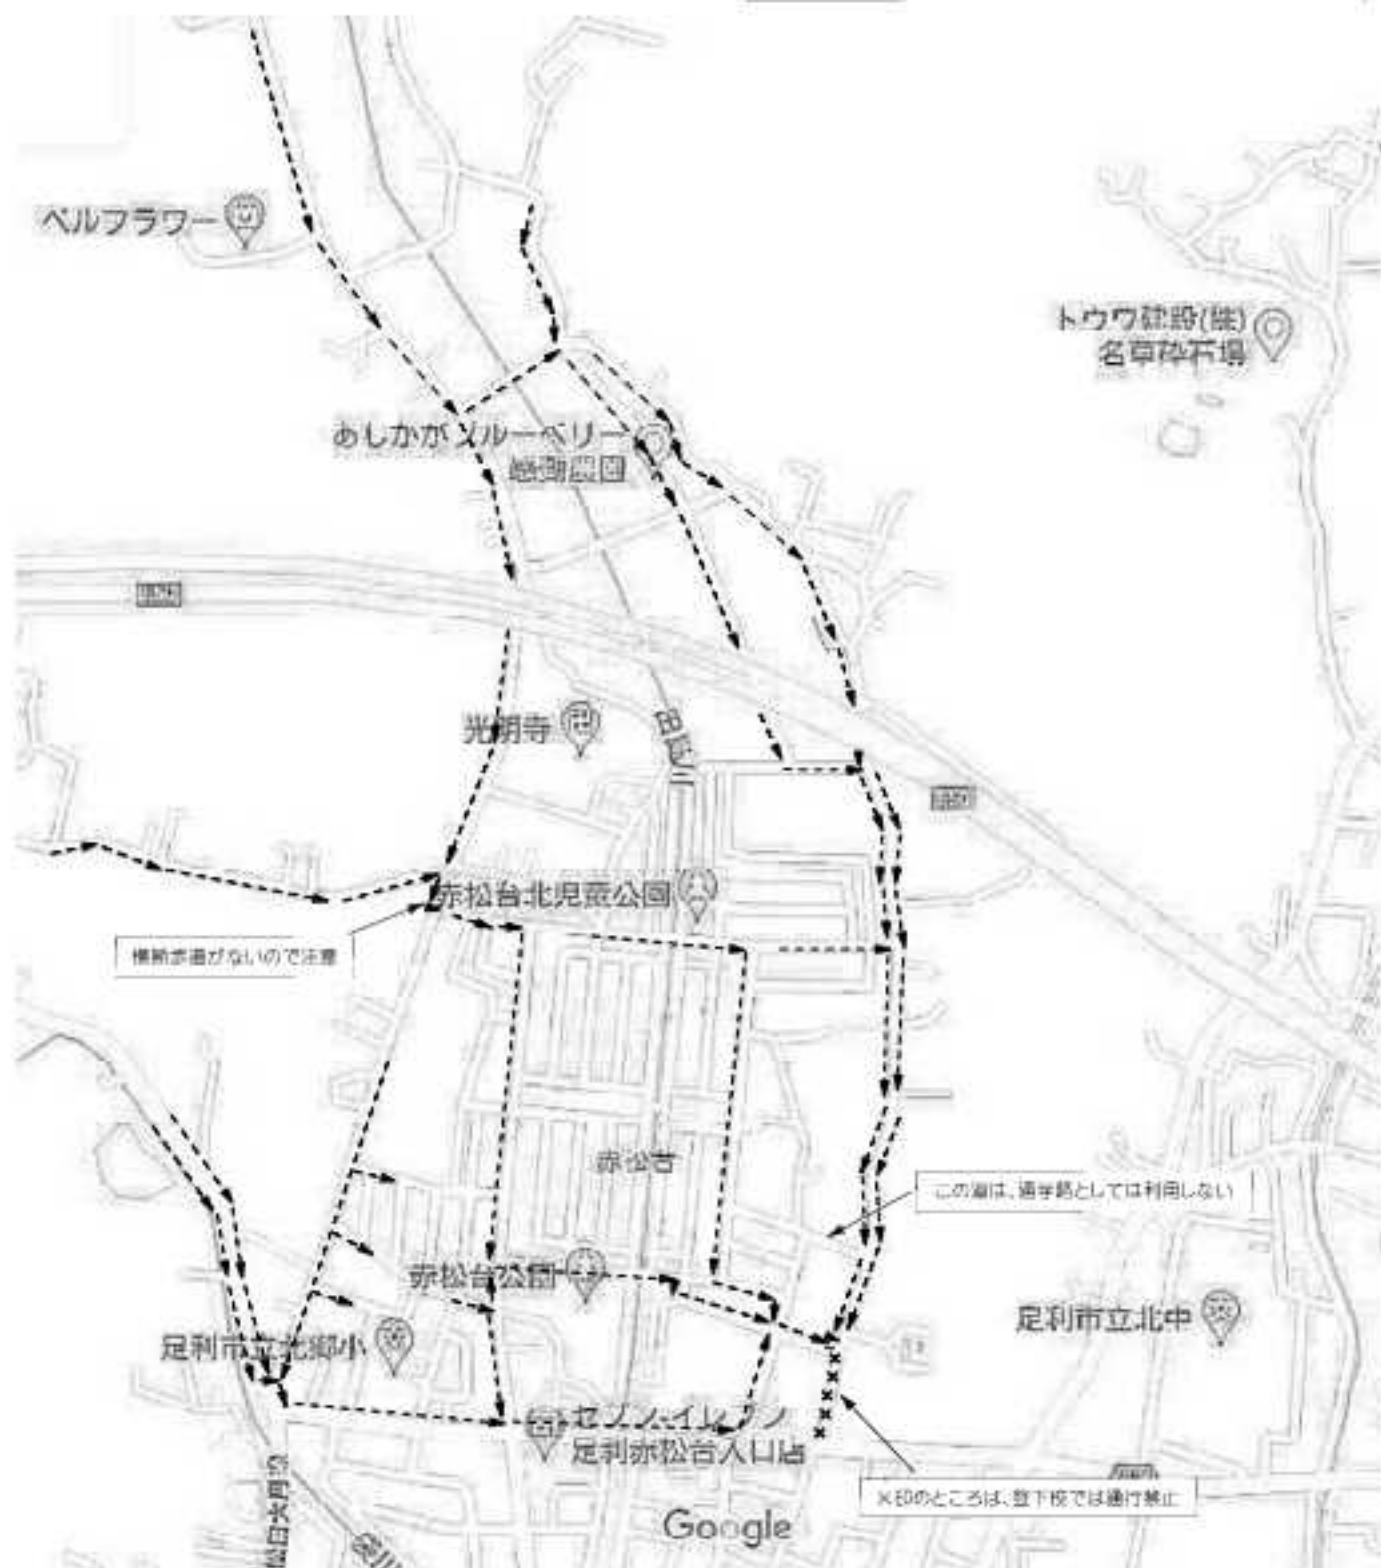 ベルフラワー
トウワ建設(株)
名草砕石場
あしかがブルーベリー
光明寺
赤松台北児童公園
横断歩道がないので注意
赤松台
この道は、通学路としては利用しない
赤松台公園
足利市立北中
足利市立北郷小
セブン-イレブン
足利赤松台入口店
×印のところは、登下校では通行禁止
Google